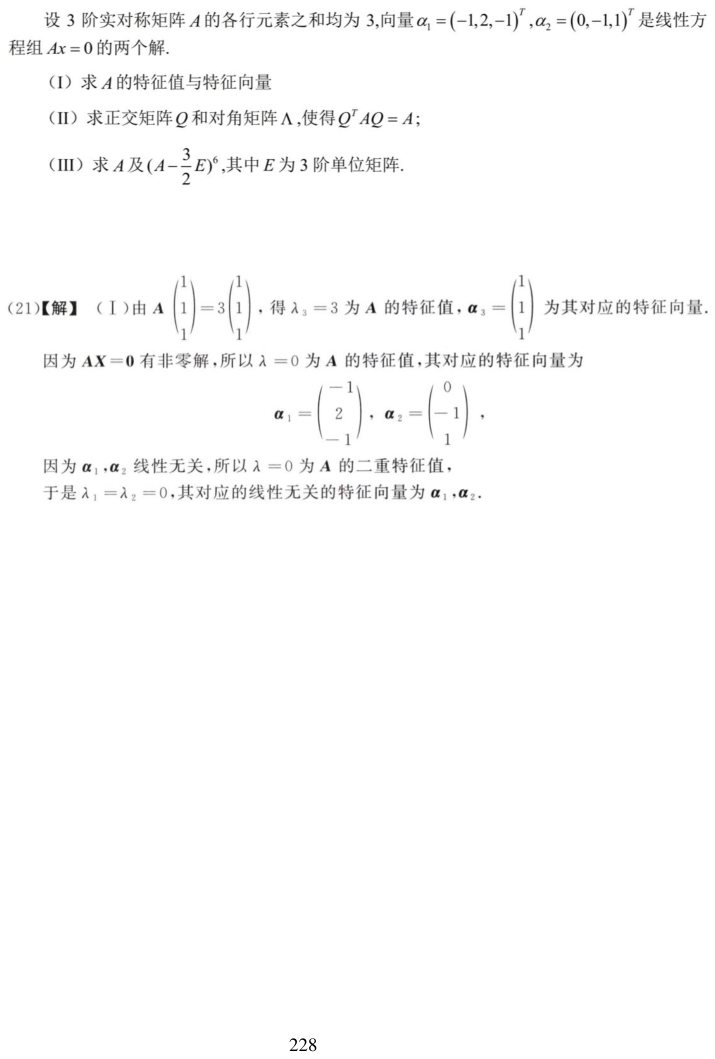 设 3 阶实对称矩阵 A 的各行元素之和均为 3,向量 α₁ = (−1,2,−1)ᵀ ,α₂ = (0,−1,1)ᵀ 是线性方
程组 Ax = 0 的两个解.
（I）求 A 的特征值与特征向量
（II）求正交矩阵 Q 和对角矩阵 Λ ,使得 QᵀAQ = A;
（III）求 A 及 (A − 3/2 E)⁶ ,其中 E 为 3 阶单位矩阵.
(21)【解】 (Ⅰ)由 A (1 1 1) = 3 (1 1 1) , 得 λ₃ = 3 为 A 的特征值, α₃ = (1 1 1) 为其对应的特征向量.
因为 AX = 0 有非零解,所以 λ = 0 为 A 的特征值,其对应的特征向量为
α₁ = (−1 2 −1) , α₂ = (0 −1 1) ,
因为 α₁,α₂ 线性无关,所以 λ = 0 为 A 的二重特征值,
于是 λ₁ = λ₂ = 0,其对应的线性无关的特征向量为 α₁,α₂.
228